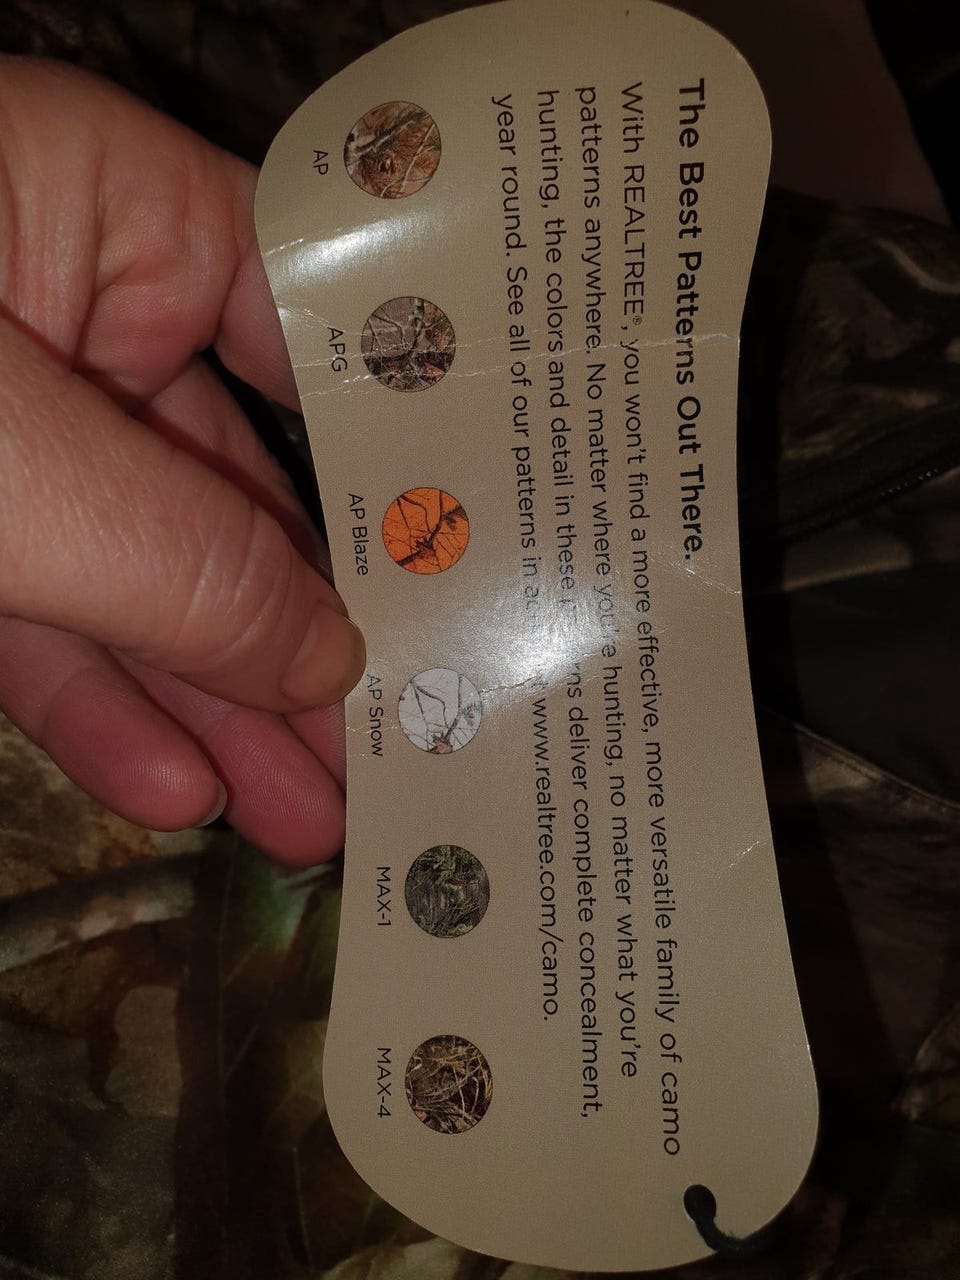 The Best Patterns Out There.
With REALTREE®, you won't find a more effective, more versatile family of camo
patterns anywhere. No matter where you're hunting, no matter what you're
hunting, the colors and detail in these deliver complete concealment,
year round. See all of our patterns in www.realtree.com/camo.
AP
APG
AP Blaze
AP Snow
MAX-1
MAX-4